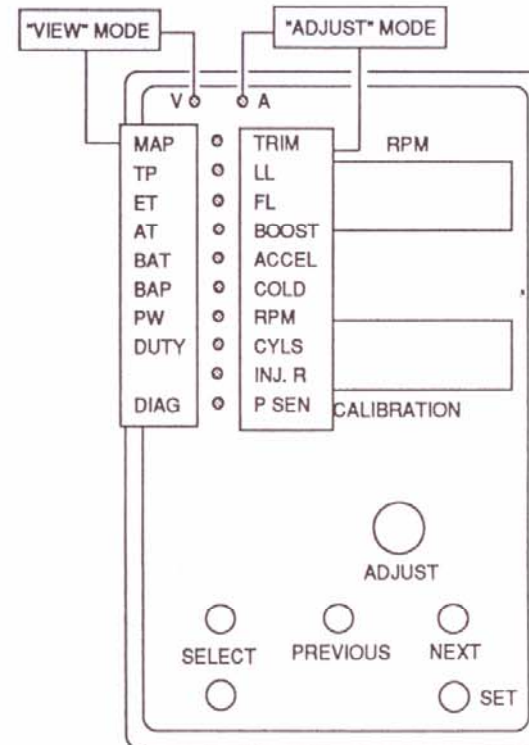 "VIEW" MODE
"ADJUST" MODE
V A
MAP TRIM RPM
TP LL
ET FL
AT BOOST
BAT ACCEL
BAP COLD
PW RPM
DUTY CYLS
INJ. R
DIAG P SEN CALIBRATION
ADJUST
SELECT PREVIOUS NEXT
SET